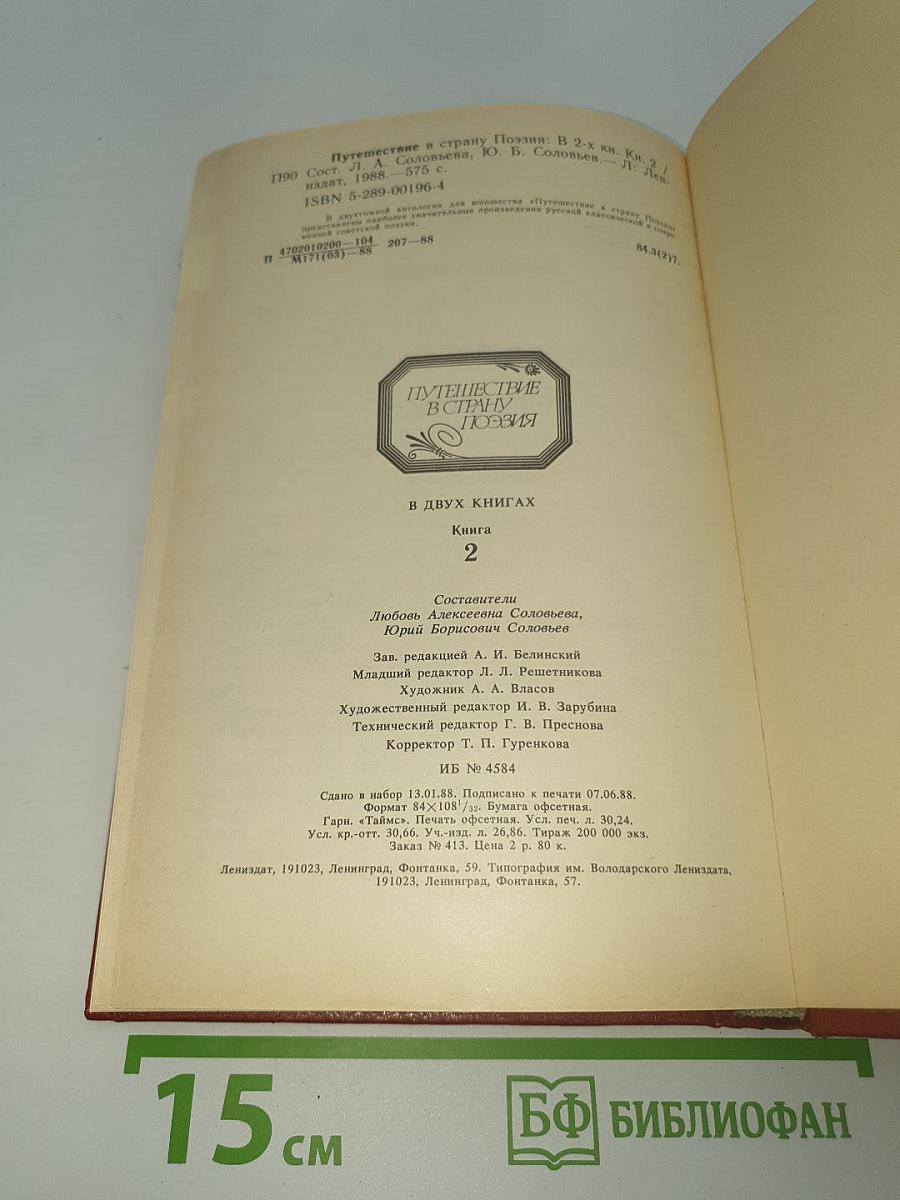 Путешествие в страну Поэзия: В 2-х кн. Кн. 2 /
П90 Сост. Л. А. Соловьева, Ю. Б. Соловьев.— Л: Лен-
издат, 1988.—575 с.
ISBN 5-289-00196-4
В двухтомной антологии для юношества «Путешествие в страну Поэзия»
представлены наиболее значительные произведения русской классической и совре-
менной советской поэзии.
П 4702010200—104 207—88
М171(03)—88
84.3(2)7.
ПУТЕШЕСТВИЕ
В СТРАНУ
ПОЭЗИЯ
В ДВУХ КНИГАХ
Книга
2
Составители
Любовь Алексеевна Соловьева,
Юрий Борисович Соловьев
Зав. редакцией А. И. Белинский
Младший редактор Л. Л. Решетникова
Художник А. А. Власов
Художественный редактор И. В. Зарубина
Технический редактор Г. В. Преснова
Корректор Т. П. Гуренкова
ИБ № 4584
Сдано в набор 13.01.88. Подписано к печати 07.06.88.
Формат 84×108¹/₃₂. Бумага офсетная.
Гарн. «Таймс». Печать офсетная. Усл. печ. л. 30,24.
Усл. кр.-отт. 30,66. Уч.-изд. л. 26,86. Тираж 200 000 экз.
Заказ № 413. Цена 2 р. 80 к.
Лениздат, 191023, Ленинград, Фонтанка, 59. Типография им. Володарского Лениздата,
191023, Ленинград, Фонтанка, 57.
15 см
БФ БИБЛИОФАН